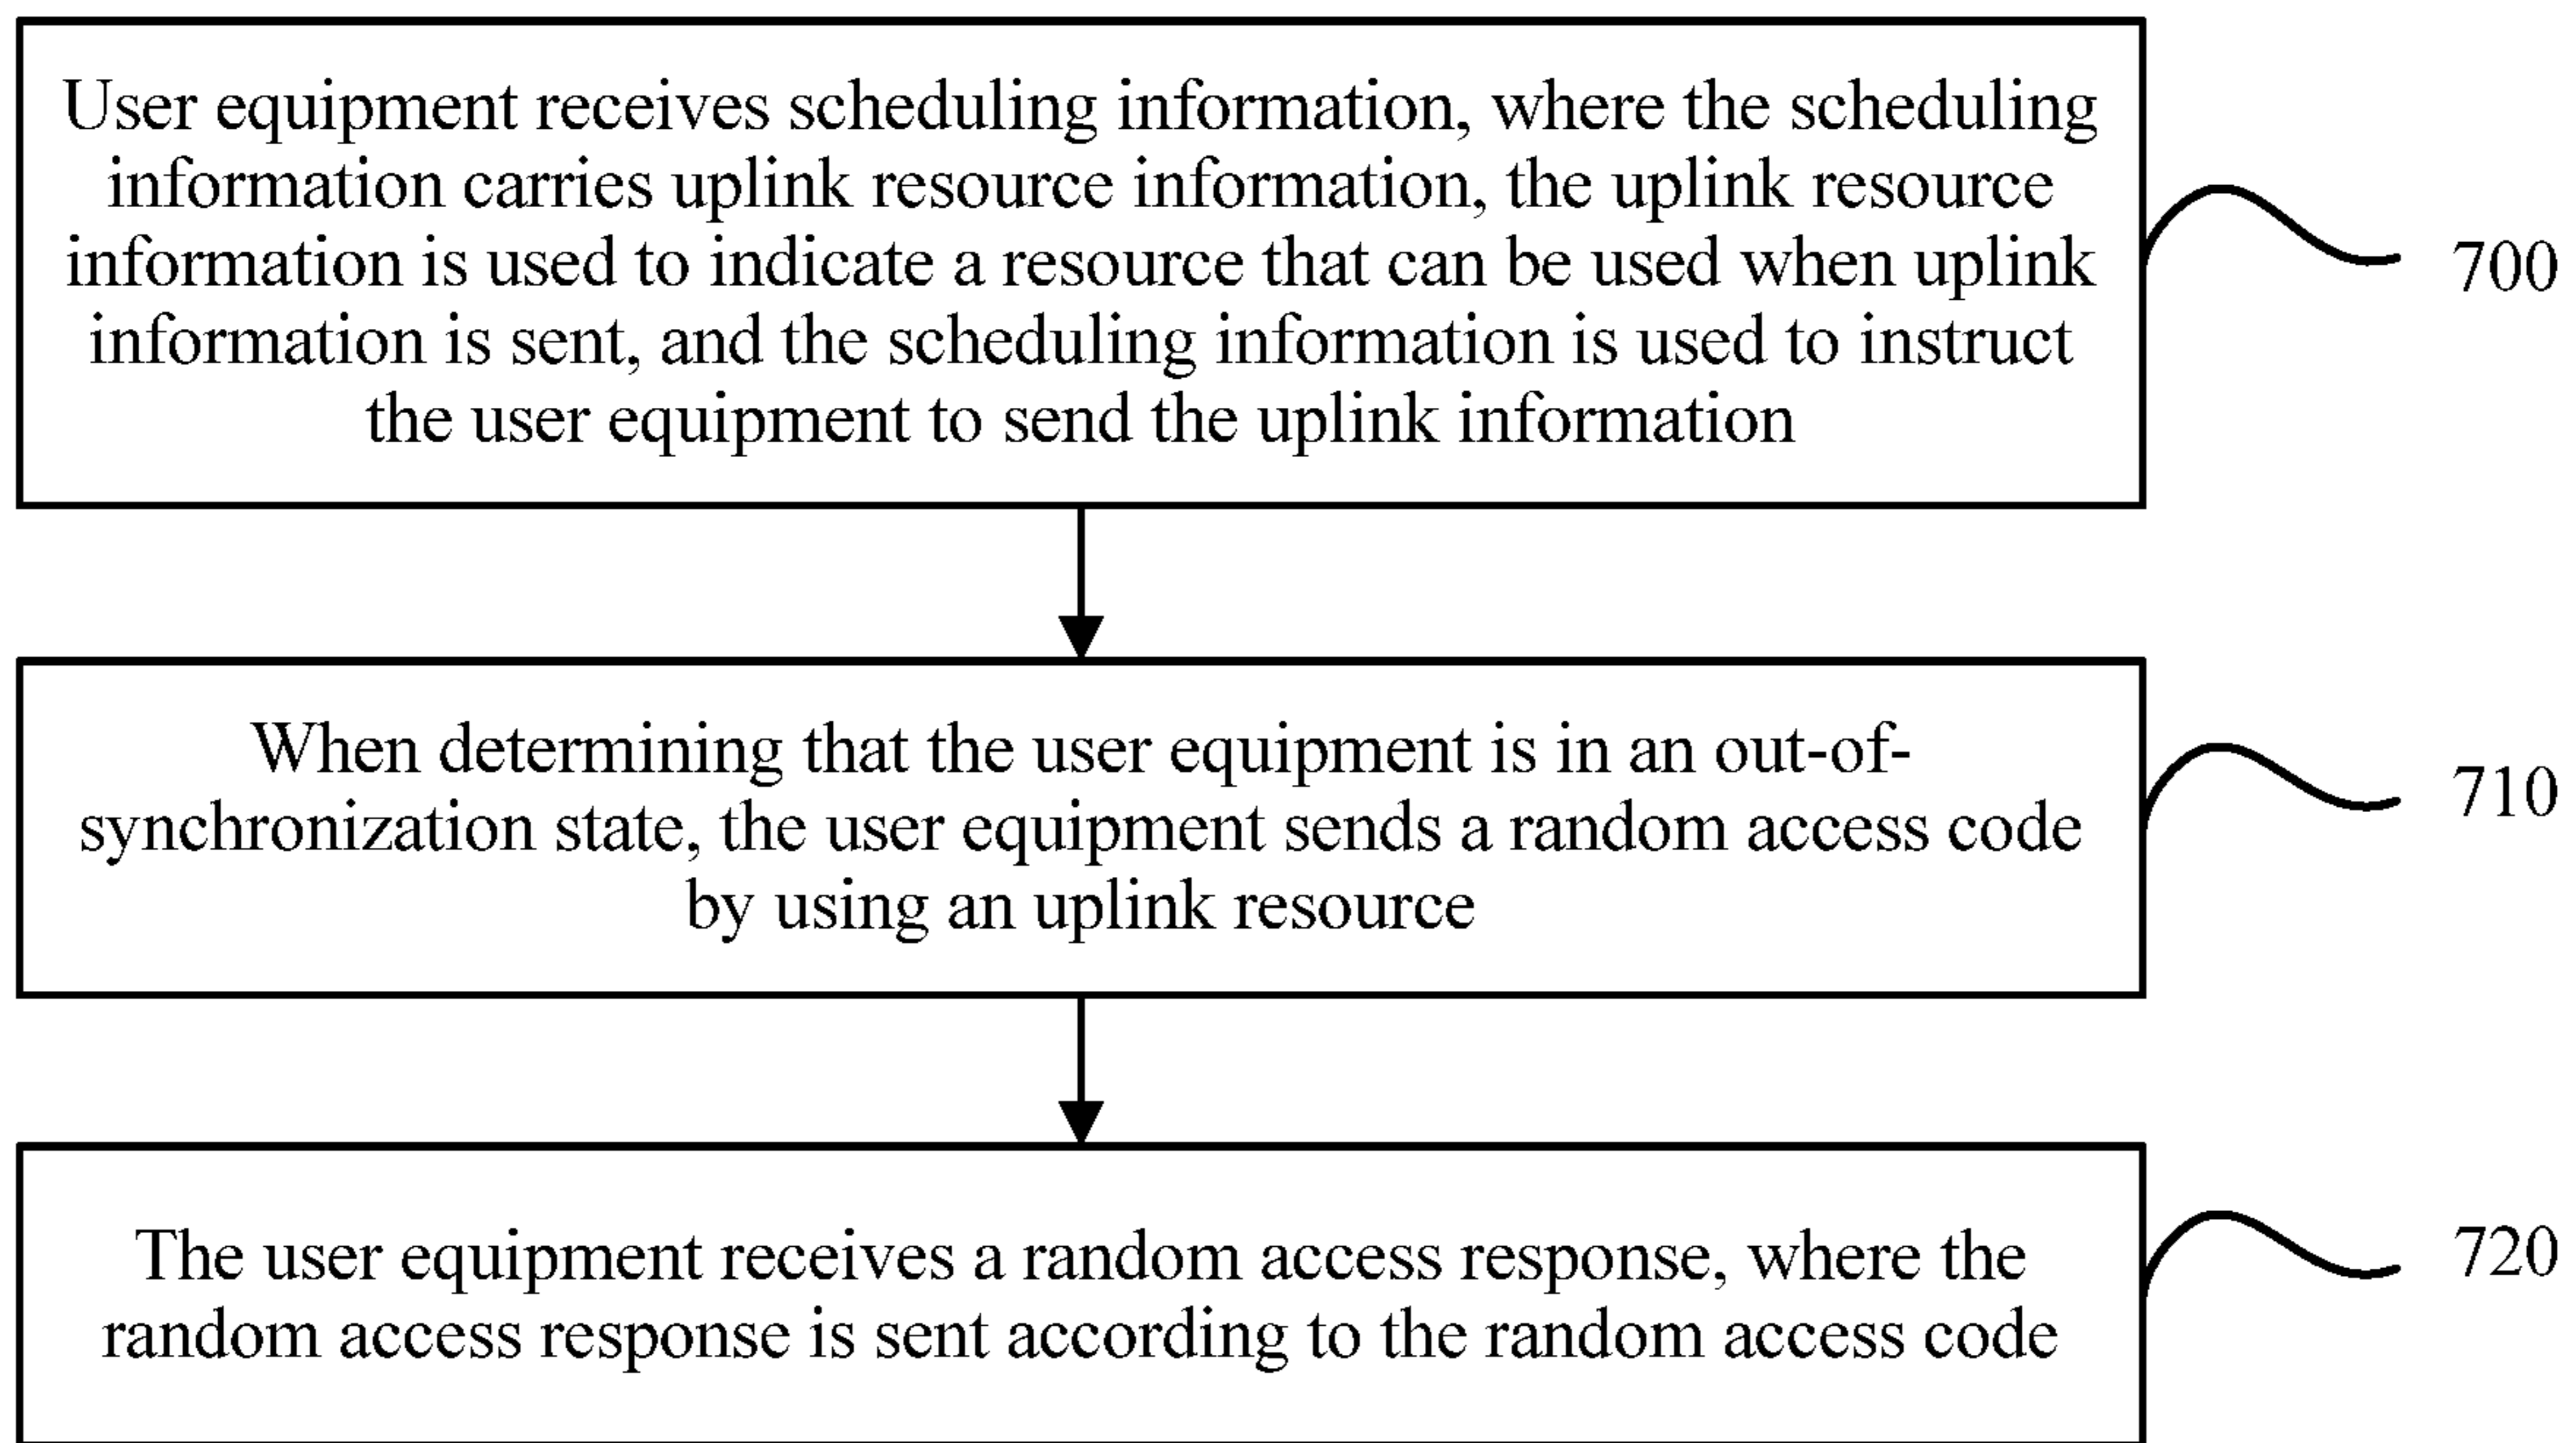 User equipment receives scheduling information, where the scheduling
information carries uplink resource information, the uplink resource
information is used to indicate a resource that can be used when uplink
information is sent, and the scheduling information is used to instruct
the user equipment to send the uplink information
700
When determining that the user equipment is in an out-of-
synchronization state, the user equipment sends a random access code
by using an uplink resource
710
The user equipment receives a random access response, where the
random access response is sent according to the random access code
720